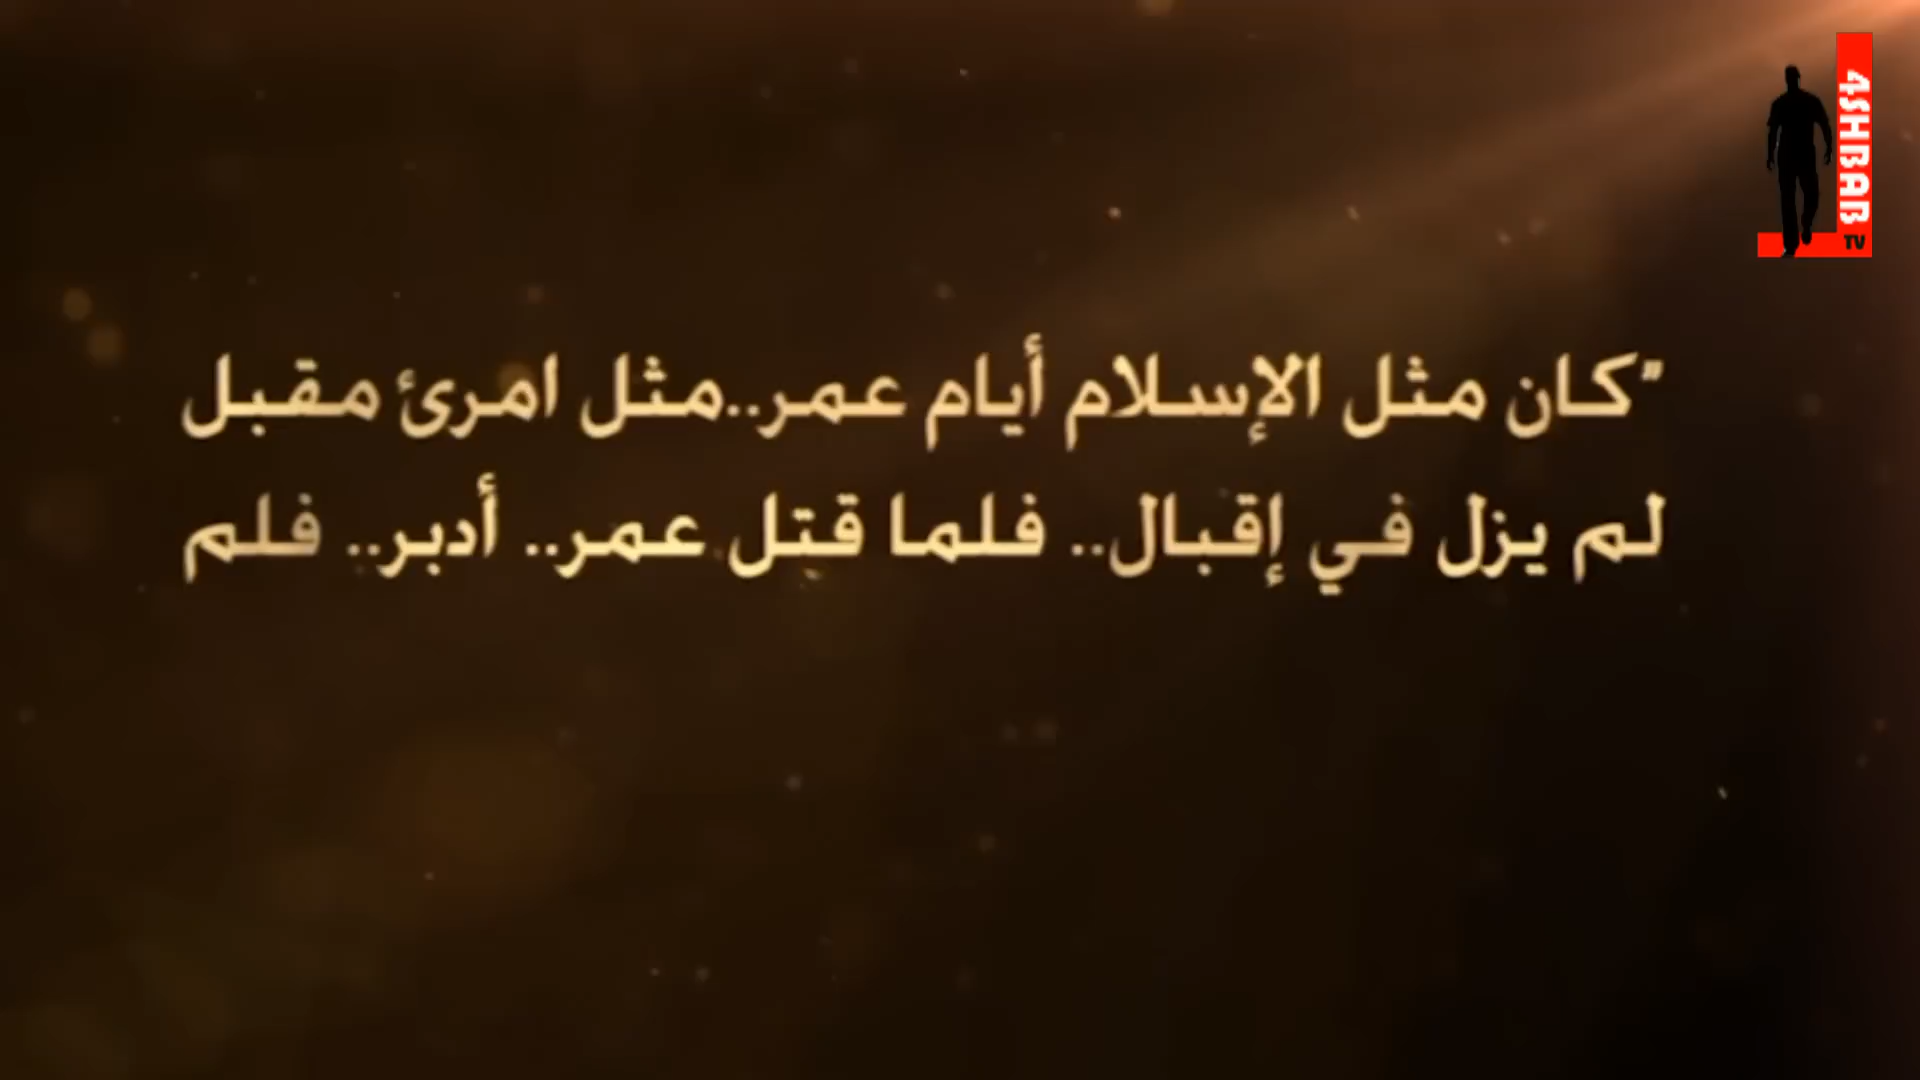 "كان مثل الإسلام أيام عمر..مثل امرئ مقبل
لم يزل في إقبال.. فلما قتل عمر.. أدبر.. فلم
4SHBAB
TV